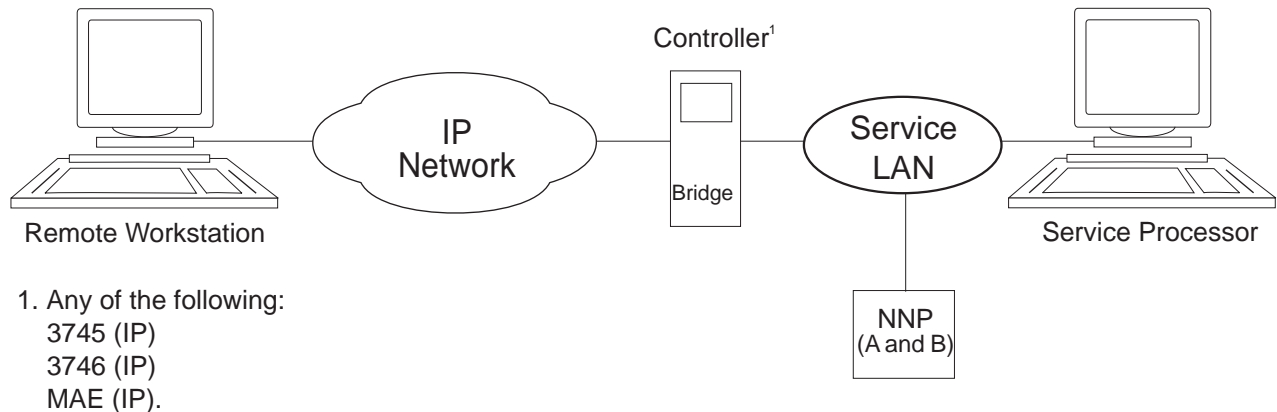 Controller¹
IP
Network
Bridge
Service
LAN
Remote Workstation
Service Processor
NNP
(A and B)
1. Any of the following:
3745 (IP)
3746 (IP)
MAE (IP).